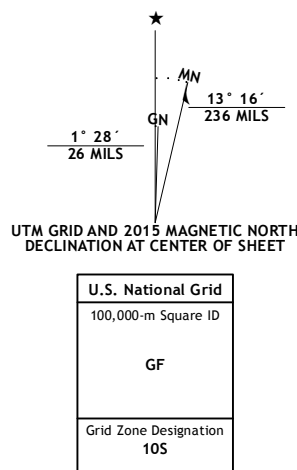 ★
MN
GN
13° 16´
236 MILS
1° 28´
26 MILS
UTM GRID AND 2015 MAGNETIC NORTH
DECLINATION AT CENTER OF SHEET
U.S. National Grid
100,000-m Square ID
GF
Grid Zone Designation
10S